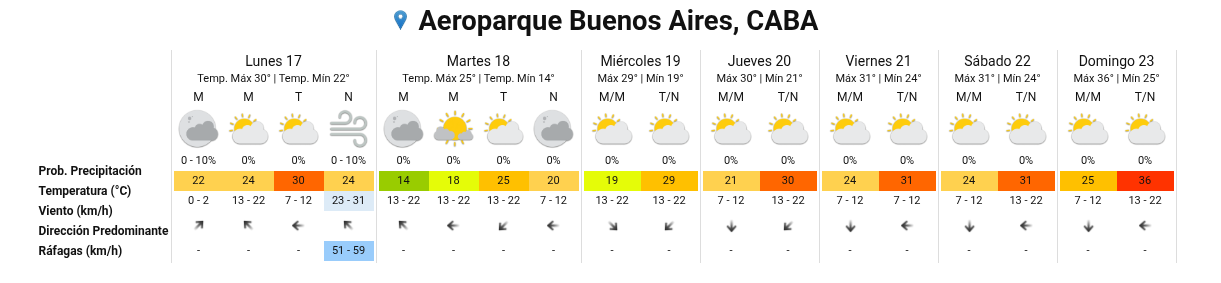 Aeroparque Buenos Aires, CABA
Lunes 17 Martes 18 Miércoles 19 Jueves 20 Viernes 21 Sábado 22 Domingo 23
Temp. Máx 30° | Temp. Mín 22° Temp. Máx 25° | Temp. Mín 14° Máx 29° | Mín 19° Máx 30° | Mín 21° Máx 31° | Mín 24° Máx 31° | Mín 24° Máx 36° | Mín 25°
M M T N M M T N M/M T/N M/M T/N M/M T/N M/M T/N M/M T/N
Prob. Precipitación 0 - 10% 0% 0% 0 - 10% 0% 0% 0% 0% 0% 0% 0% 0% 0% 0% 0% 0% 0% 0%
Temperatura (°C) 22 24 30 24 14 18 25 20 19 29 21 30 24 31 24 31 25 36
Viento (km/h) 0 - 2 13 - 22 7 - 12 23 - 31 13 - 22 13 - 22 13 - 22 7 - 12 13 - 22 13 - 22 7 - 12 13 - 22 7 - 12 7 - 12 7 - 12 13 - 22 7 - 12 13 - 22
Dirección Predominante
Ráfagas (km/h) - - - 51 - 59 - - - - - - - - - - - - - -